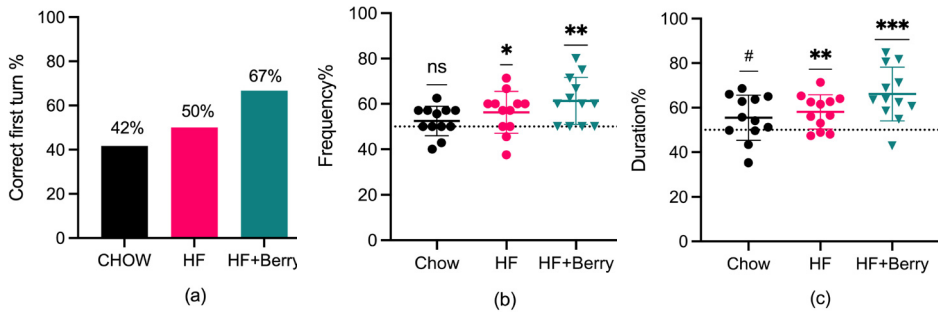 Correct first turn %
100
80
60
40
20
0
42%
50%
67%
CHOW
HF
HF+Berry
(a)
Frequency%
100
80
60
40
20
0
ns
*
**
Chow
HF
HF+Berry
(b)
Duration%
100
80
60
40
20
0
#
**
***
Chow
HF
HF+Berry
(c)